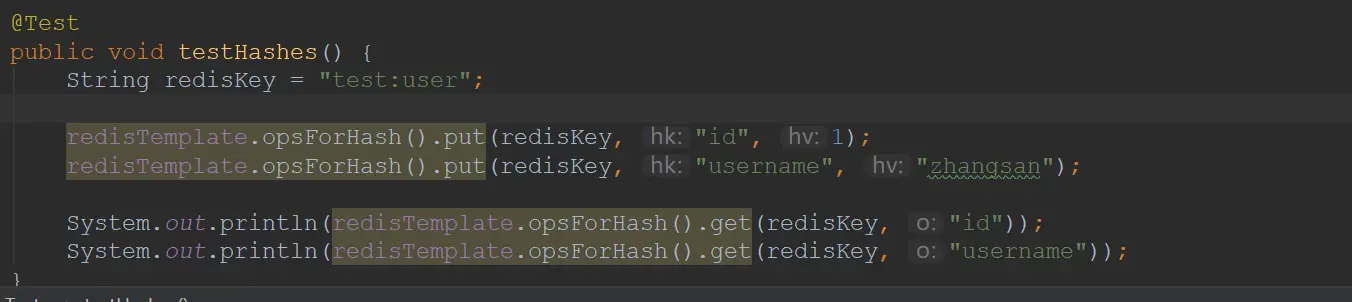 @Test
public void testHashes() {
String redisKey = "test:user";
redisTemplate.opsForHash().put(redisKey, hk: "id", hv: 1);
redisTemplate.opsForHash().put(redisKey, hk: "username", hv: "zhangsan");
System.out.println(redisTemplate.opsForHash().get(redisKey, o: "id"));
System.out.println(redisTemplate.opsForHash().get(redisKey, o: "username"));
}